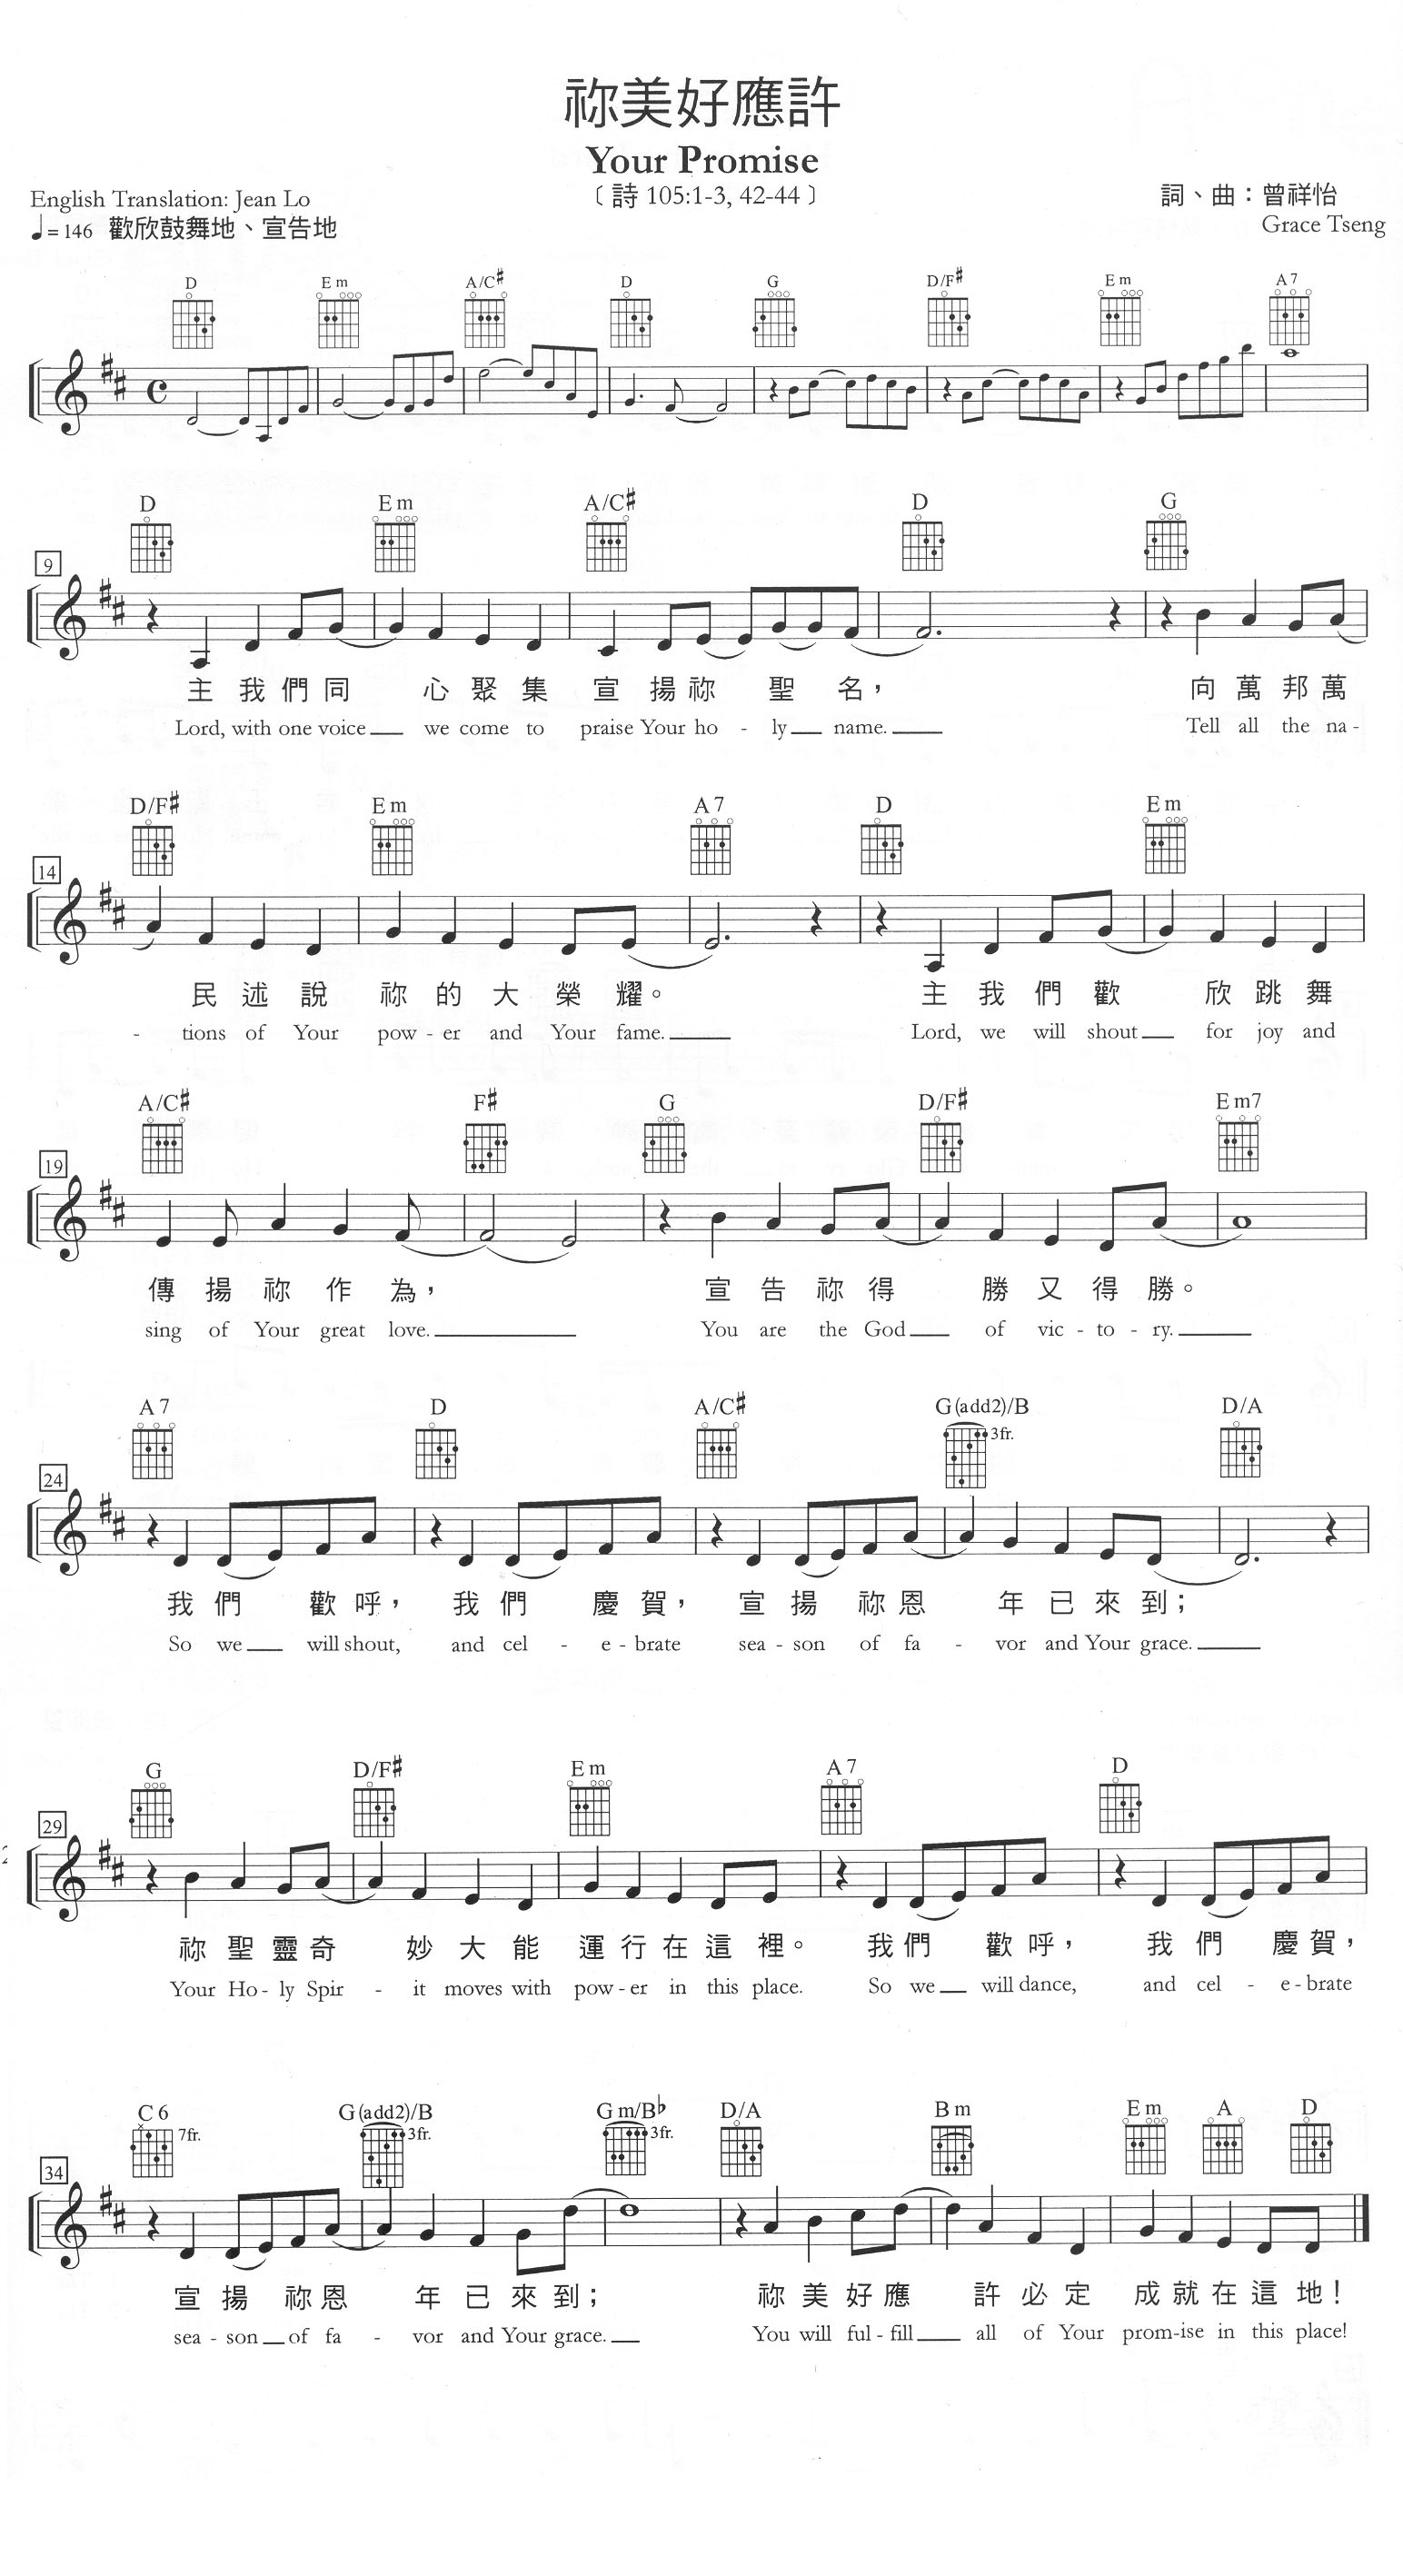 祢美好應許
Your Promise
〔詩 105:1-3, 42-44〕
English Translation: Jean Lo
詞、曲：曾祥怡
♩= 146 歡欣鼓舞地、宣告地
Grace Tseng
D Em A/C♯ D G D/F♯ Em A7
D Em A/C♯ D G
9
主 我 們 同 心 聚 集 宣 揚 祢 聖 名， 向 萬 邦 萬
Lord, with one voice we come to praise Your ho - ly name. Tell all the na -
D/F♯ Em A7 D Em
14
民 述 說 祢 的 大 榮 耀。 主 我 們 歡 欣 跳 舞
- tions of Your pow - er and Your fame. Lord, we will shout for joy and
A/C♯ F♯ G D/F♯ Em7
19
傳 揚 祢 作 為， 宣 告 祢 得 勝 又 得 勝。
sing of Your great love. You are the God of vic - to - ry.
A7 D A/C♯ G(add2)/B D/A
3fr.
24
我 們 歡 呼， 我 們 慶 賀， 宣 揚 祢 恩 年 已 來 到；
So we will shout, and cel - e - brate sea - son of fa - vor and Your grace.
G D/F♯ Em A7 D
29
祢 聖 靈 奇 妙 大 能 運 行 在 這 裡。 我 們 歡 呼， 我 們 慶 賀，
Your Ho - ly Spir - it moves with pow - er in this place. So we will dance, and cel - e - brate
C6 G(add2)/B Gm/B♭ D/A Bm Em A D
7fr. 3fr. 3fr.
34
宣 揚 祢 恩 年 已 來 到； 祢 美 好 應 許 必 定 成 就 在 這 地！
sea - son of fa - vor and Your grace. You will ful - fill all of Your prom - ise in this place!